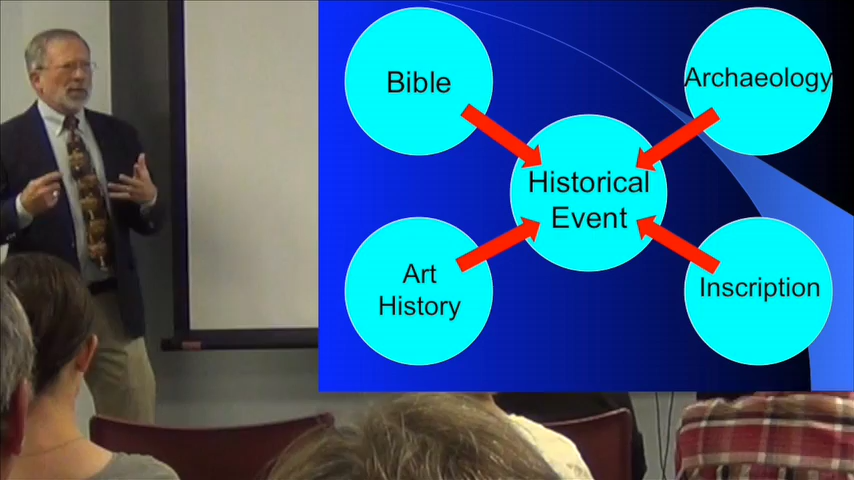 Bible
Archaeology
Historical
Event
Art
History
Inscription